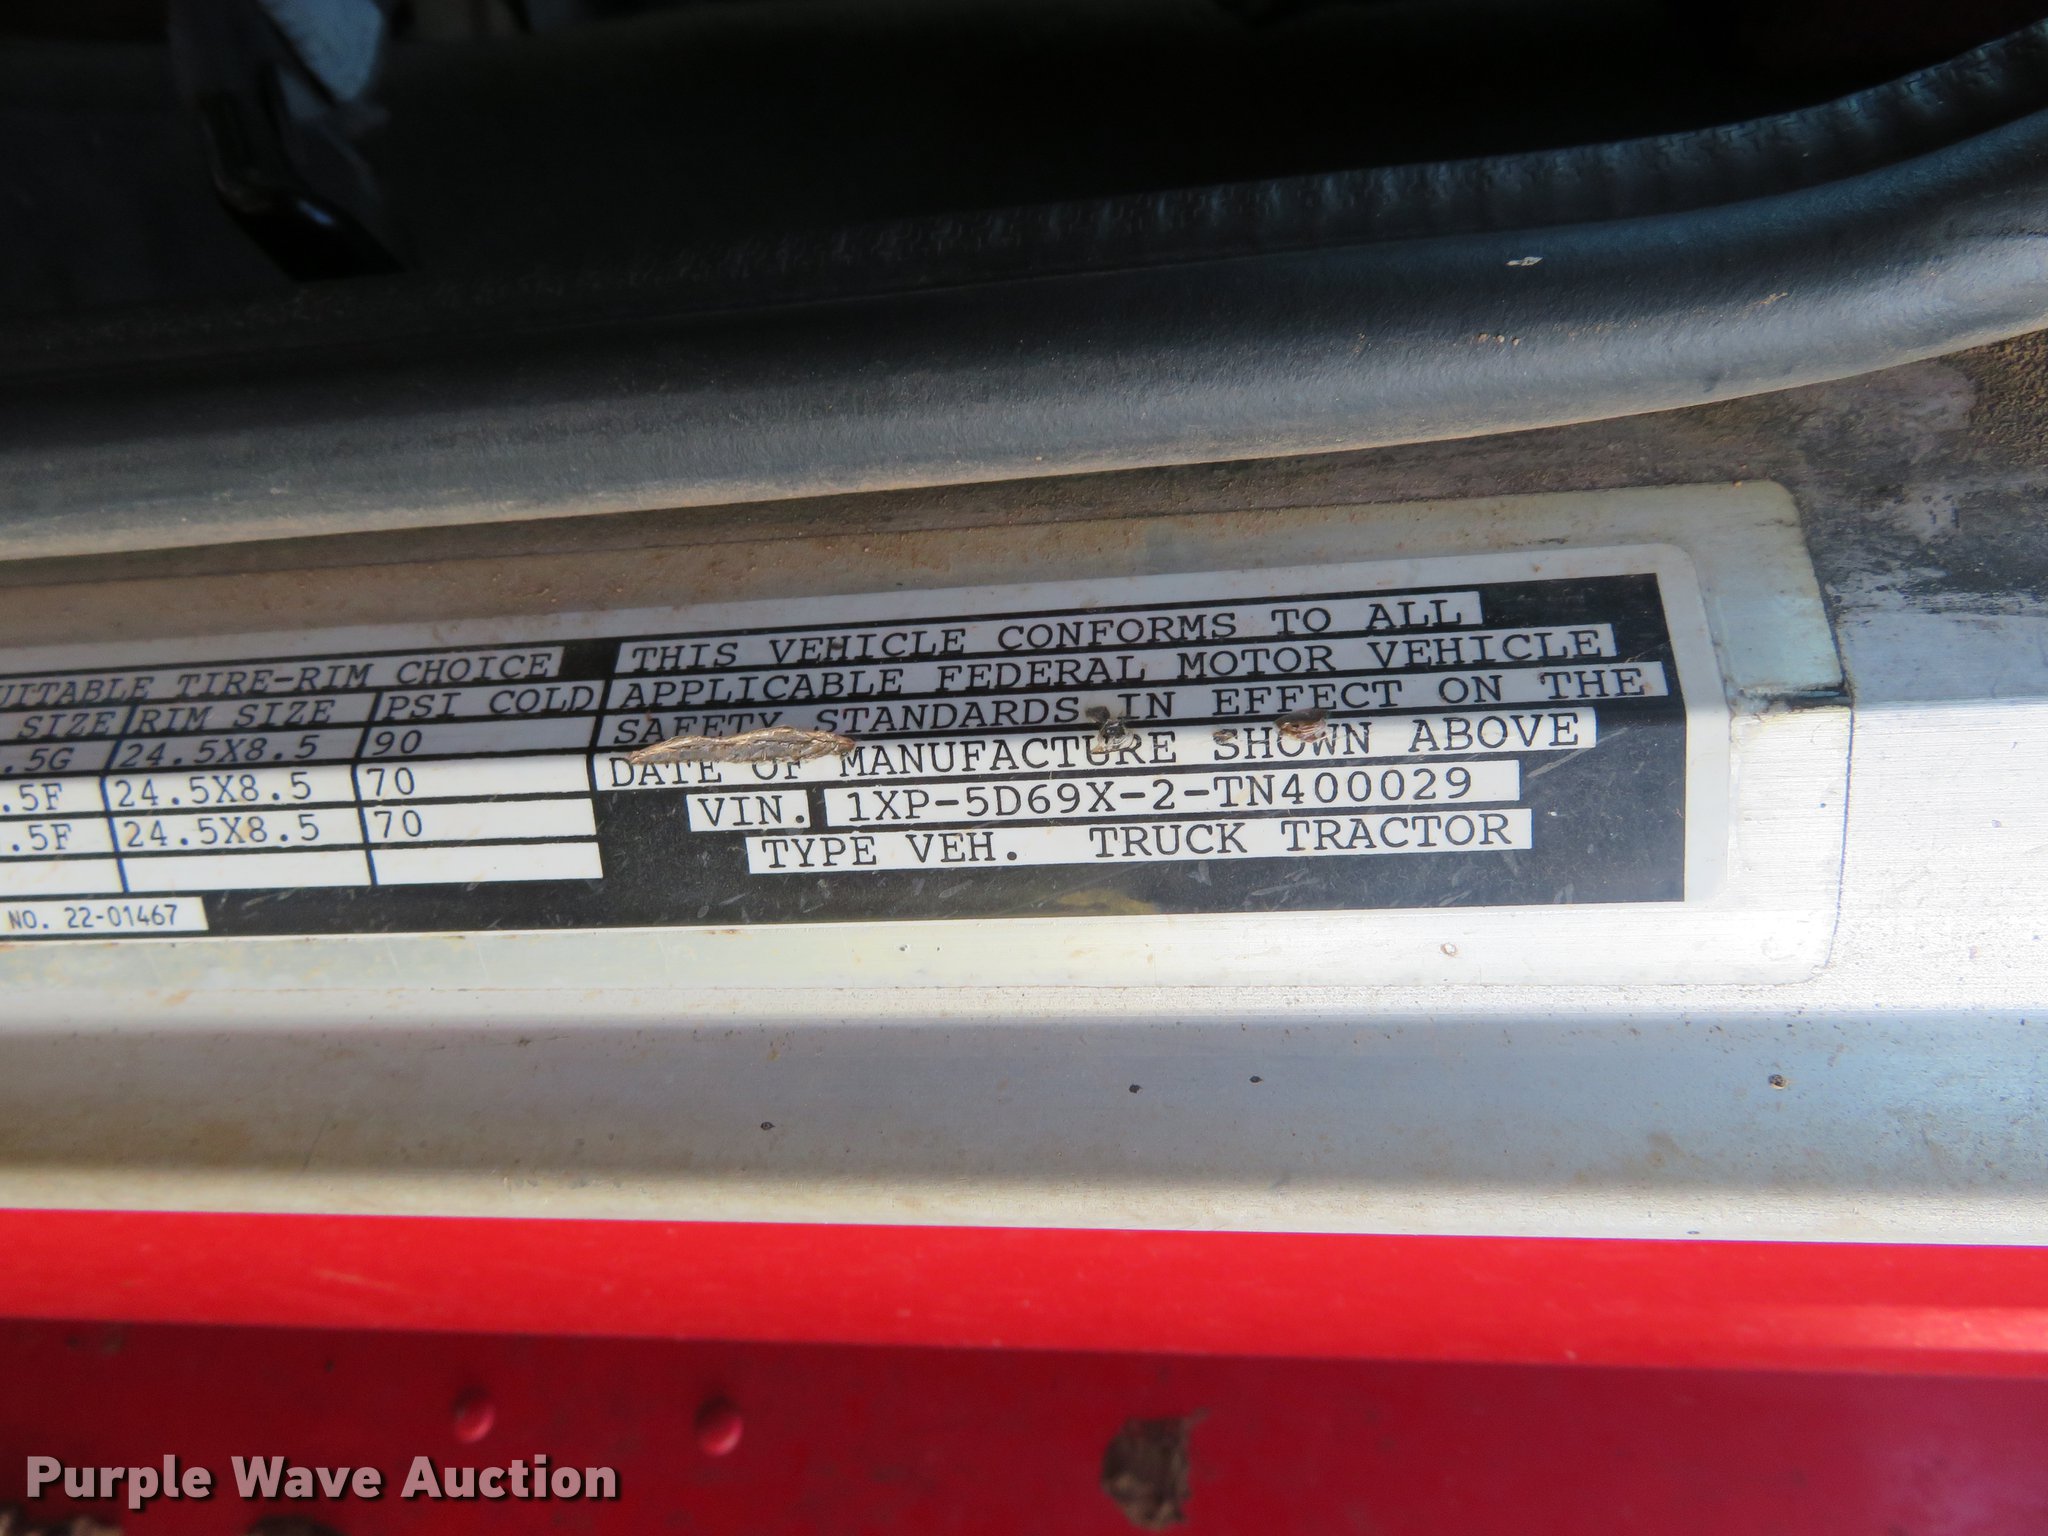 UITABLE TIRE-RIM CHOICE
SIZE RIM SIZE PSI COLD
.5G 24.5X8.5 90
.5F 24.5X8.5 70
.5F 24.5X8.5 70
NO. 22-01467
THIS VEHICLE CONFORMS TO ALL
APPLICABLE FEDERAL MOTOR VEHICLE
SAFETY STANDARDS IN EFFECT ON THE
DATE OF MANUFACTURE SHOWN ABOVE
VIN. 1XP-5D69X-2-TN400029
TYPE VEH. TRUCK TRACTOR
Purple Wave Auction